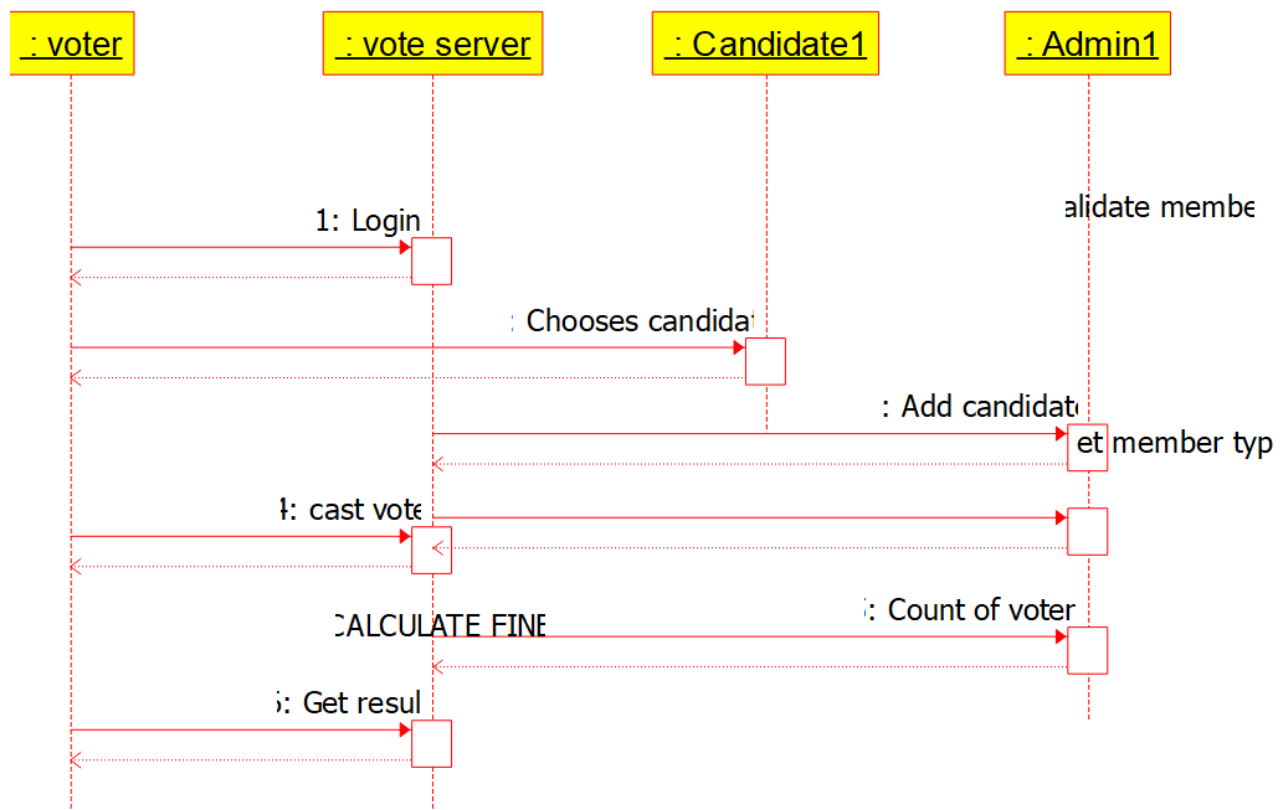 : voter
: vote server
: Candidate1
: Admin1
alidate membe
1: Login
: Chooses candidat
: Add candidate
et member typ
4: cast vote
: Count of voter
CALCULATE FINE
: Get resul